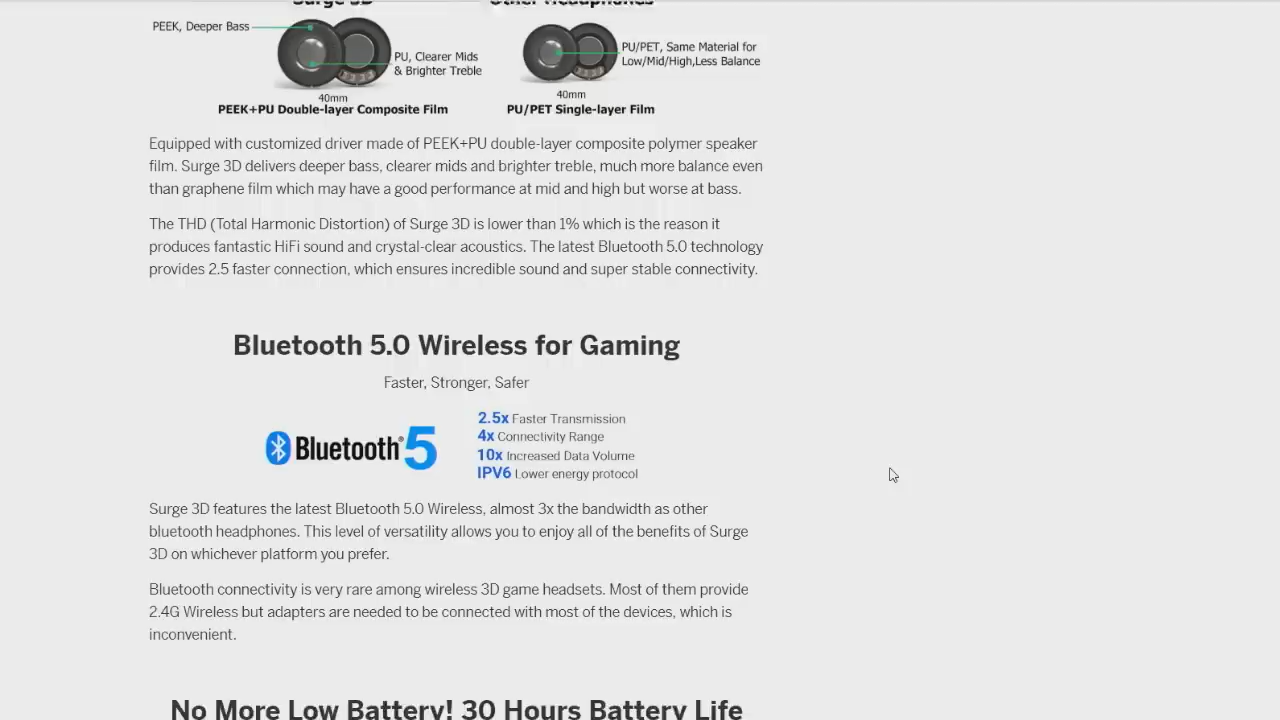 Surge 3D
Other Headphones
PEEK, Deeper Bass
PU, Clearer Mids
& Brighter Treble
40mm
PEEK+PU Double-layer Composite Film
PU/PET, Same Material for
Low/Mid/High,Less Balance
40mm
PU/PET Single-layer Film
Equipped with customized driver made of PEEK+PU double-layer composite polymer speaker
film. Surge 3D delivers deeper bass, clearer mids and brighter treble, much more balance even
than graphene film which may have a good performance at mid and high but worse at bass.
The THD (Total Harmonic Distortion) of Surge 3D is lower than 1% which is the reason it
produces fantastic HiFi sound and crystal-clear acoustics. The latest Bluetooth 5.0 technology
provides 2.5 faster connection, which ensures incredible sound and super stable connectivity.
Bluetooth 5.0 Wireless for Gaming
Faster, Stronger, Safer
Bluetooth® 5
2.5x Faster Transmission
4x Connectivity Range
10x Increased Data Volume
IPV6 Lower energy protocol
Surge 3D features the latest Bluetooth 5.0 Wireless, almost 3x the bandwidth as other
bluetooth headphones. This level of versatility allows you to enjoy all of the benefits of Surge
3D on whichever platform you prefer.
Bluetooth connectivity is very rare among wireless 3D game headsets. Most of them provide
2.4G Wireless but adapters are needed to be connected with most of the devices, which is
inconvenient.
No More Low Battery! 30 Hours Battery Life